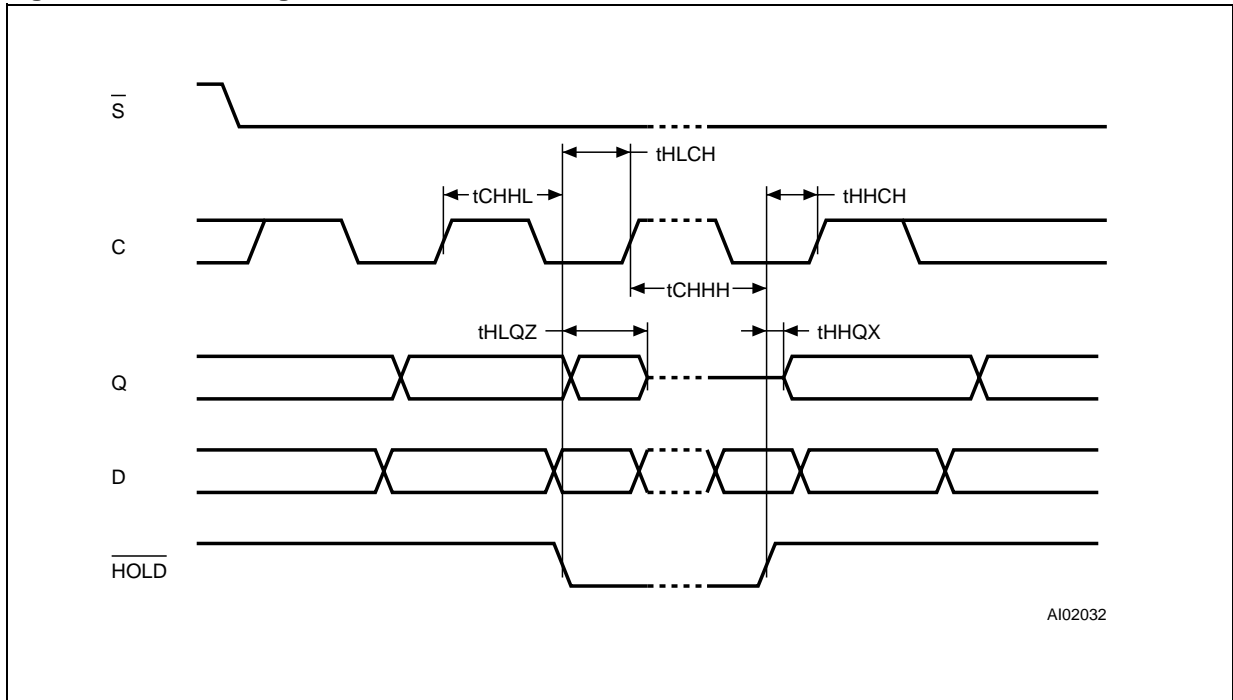 S
tHLCH
tCHHL
tHHCH
C
tCHHH
tHLQZ
tHHQX
Q
D
HOLD
AI02032